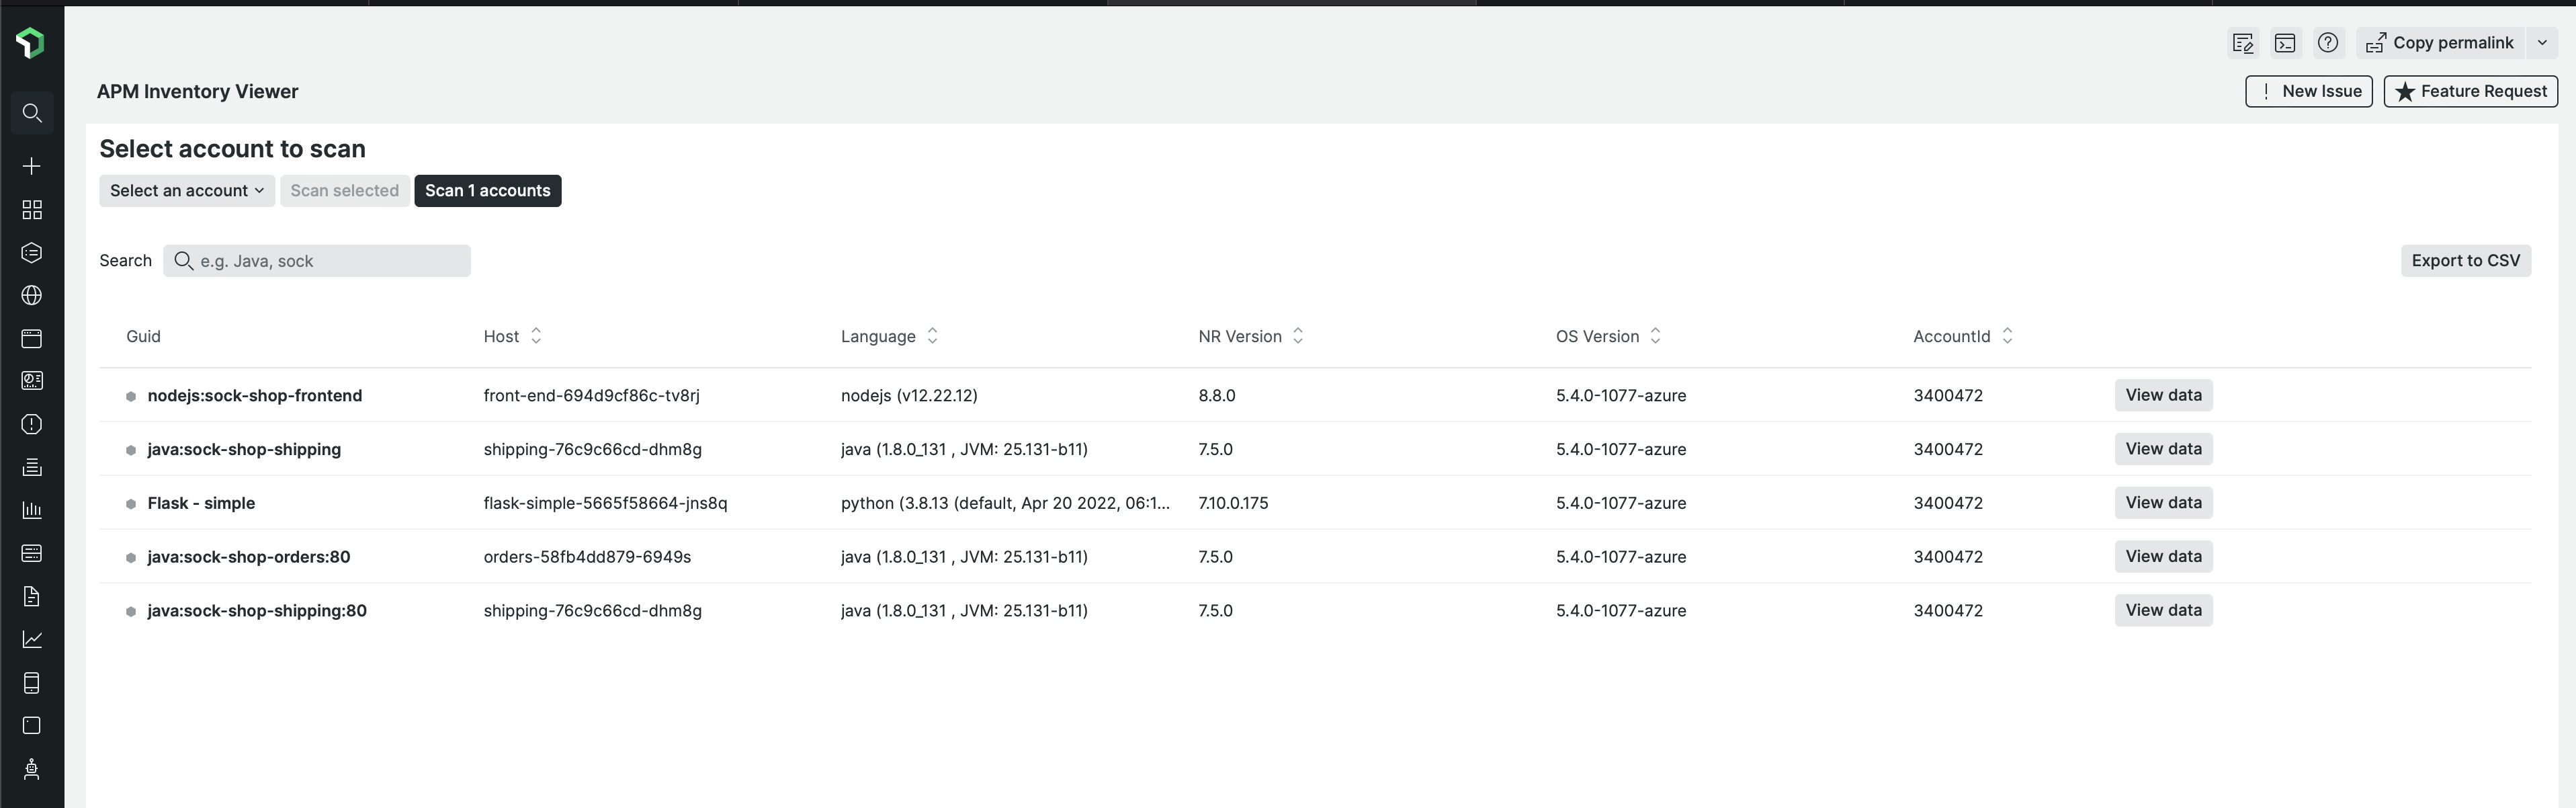 Copy permalink
APM Inventory Viewer
! New Issue
Feature Request
Select account to scan
Select an account
Scan selected
Scan 1 accounts
Search
e.g. Java, sock
Export to CSV
Guid Host Language NR Version OS Version AccountId
nodejs:sock-shop-frontend front-end-694d9cf86c-tv8rj nodejs (v12.22.12) 8.8.0 5.4.0-1077-azure 3400472 View data
java:sock-shop-shipping shipping-76c9c66cd-dhm8g java (1.8.0_131 , JVM: 25.131-b11) 7.5.0 5.4.0-1077-azure 3400472 View data
Flask - simple flask-simple-5665f58664-jns8q python (3.8.13 (default, Apr 20 2022, 06:1... 7.10.0.175 5.4.0-1077-azure 3400472 View data
java:sock-shop-orders:80 orders-58fb4dd879-6949s java (1.8.0_131 , JVM: 25.131-b11) 7.5.0 5.4.0-1077-azure 3400472 View data
java:sock-shop-shipping:80 shipping-76c9c66cd-dhm8g java (1.8.0_131 , JVM: 25.131-b11) 7.5.0 5.4.0-1077-azure 3400472 View data